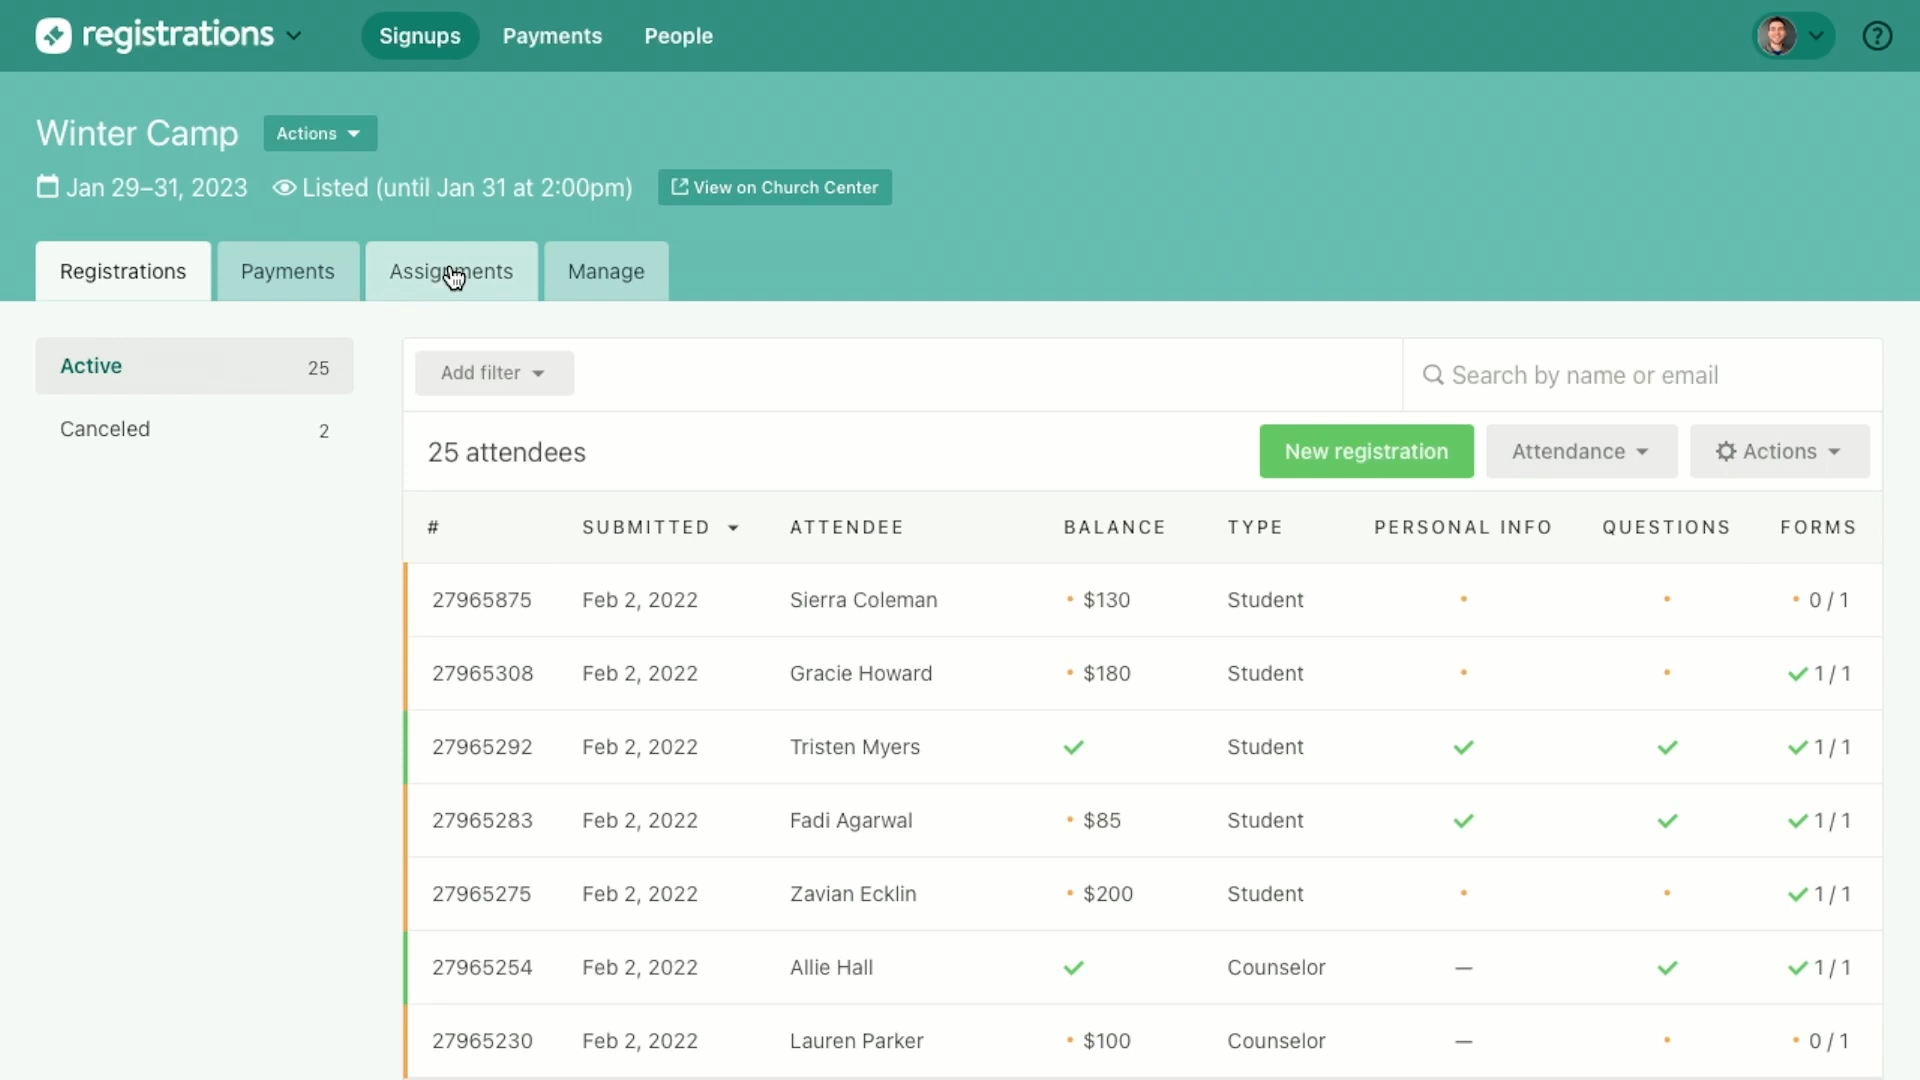 registrations Signups Payments People
Winter Camp Actions
Jan 29–31, 2023 Listed (until Jan 31 at 2:00pm) View on Church Center
Registrations Payments Assignments Manage
Active 25 Add filter Search by name or email
Canceled 2
25 attendees New registration Attendance Actions
# SUBMITTED ATTENDEE BALANCE TYPE PERSONAL INFO QUESTIONS FORMS
27965875 Feb 2, 2022 Sierra Coleman $130 Student 0 / 1
27965308 Feb 2, 2022 Gracie Howard $180 Student 1 / 1
27965292 Feb 2, 2022 Tristen Myers Student 1 / 1
27965283 Feb 2, 2022 Fadi Agarwal $85 Student 1 / 1
27965275 Feb 2, 2022 Zavian Ecklin $200 Student 1 / 1
27965254 Feb 2, 2022 Allie Hall Counselor — 1 / 1
27965230 Feb 2, 2022 Lauren Parker $100 Counselor — 0 / 1